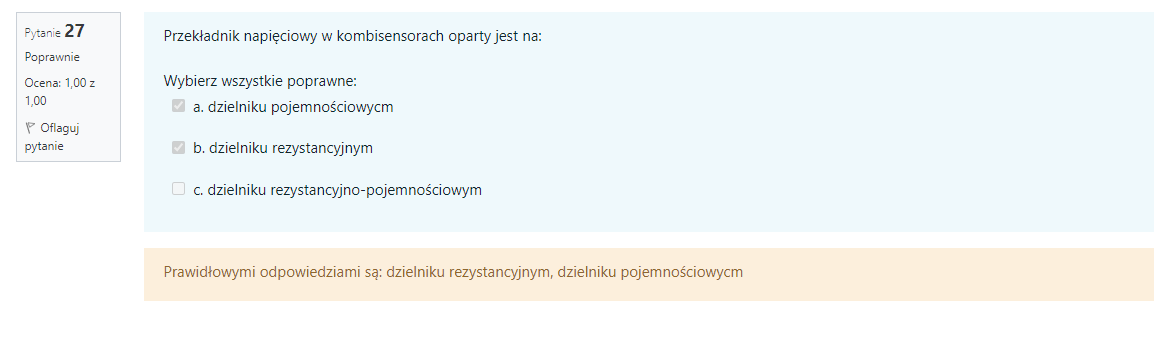 Pytanie 27
Poprawnie
Ocena: 1,00 z
1,00
Oflaguj
pytanie
Przekładnik napięciowy w kombisensorach oparty jest na:
Wybierz wszystkie poprawne:
a. dzielniku pojemnościowycm
b. dzielniku rezystancyjnym
c. dzielniku rezystancyjno-pojemnościowym
Prawidłowymi odpowiedziami są: dzielniku rezystancyjnym, dzielniku pojemnościowycm